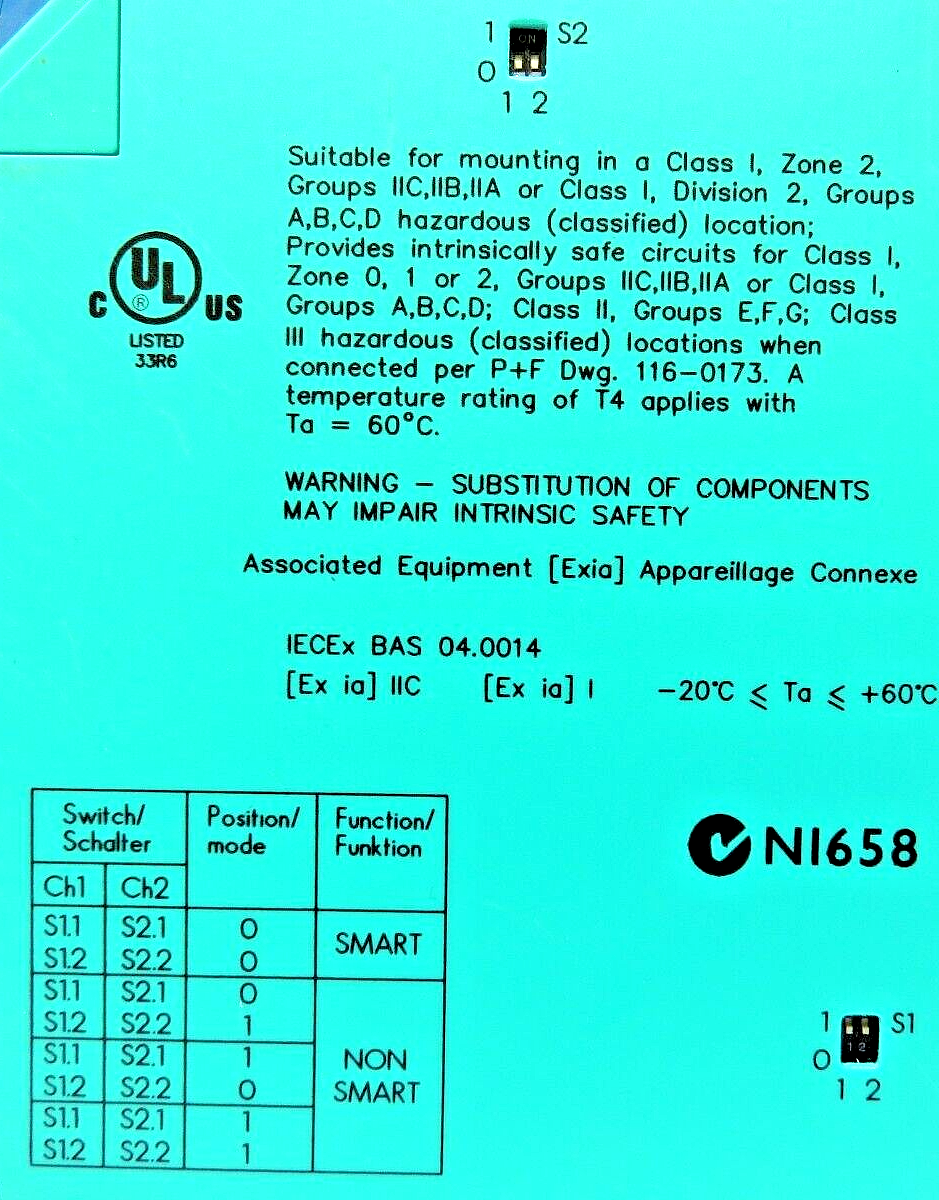 1 ON S2
0
1 2
Suitable for mounting in a Class I, Zone 2,
Groups IIC,IIB,IIA or Class I, Division 2, Groups
A,B,C,D hazardous (classified) location;
Provides intrinsically safe circuits for Class I,
Zone 0, 1 or 2, Groups IIC,IIB,IIA or Class I,
Groups A,B,C,D; Class II, Groups E,F,G; Class
III hazardous (classified) locations when
connected per P+F Dwg. 116-0173. A
temperature rating of T4 applies with
Ta = 60°C.
C UL ® US
LISTED
33R6
WARNING – SUBSTITUTION OF COMPONENTS
MAY IMPAIR INTRINSIC SAFETY
Associated Equipment [Exia] Appareillage Connexe
IECEx BAS 04.0014
[Ex ia] IIC [Ex ia] I -20°C ≤ Ta ≤ +60°C
Switch/ Position/ Function/
Schalter mode Funktion
Ch1 Ch2
S1.1 S2.1 0
SMART
S1.2 S2.2 0
S1.1 S2.1 0
S1.2 S2.2 1
S1.1 S2.1 1
NON
S1.2 S2.2 0
SMART
S1.1 S2.1 1
S1.2 S2.2 1
N1658
1 S1
0 1 2
1 2